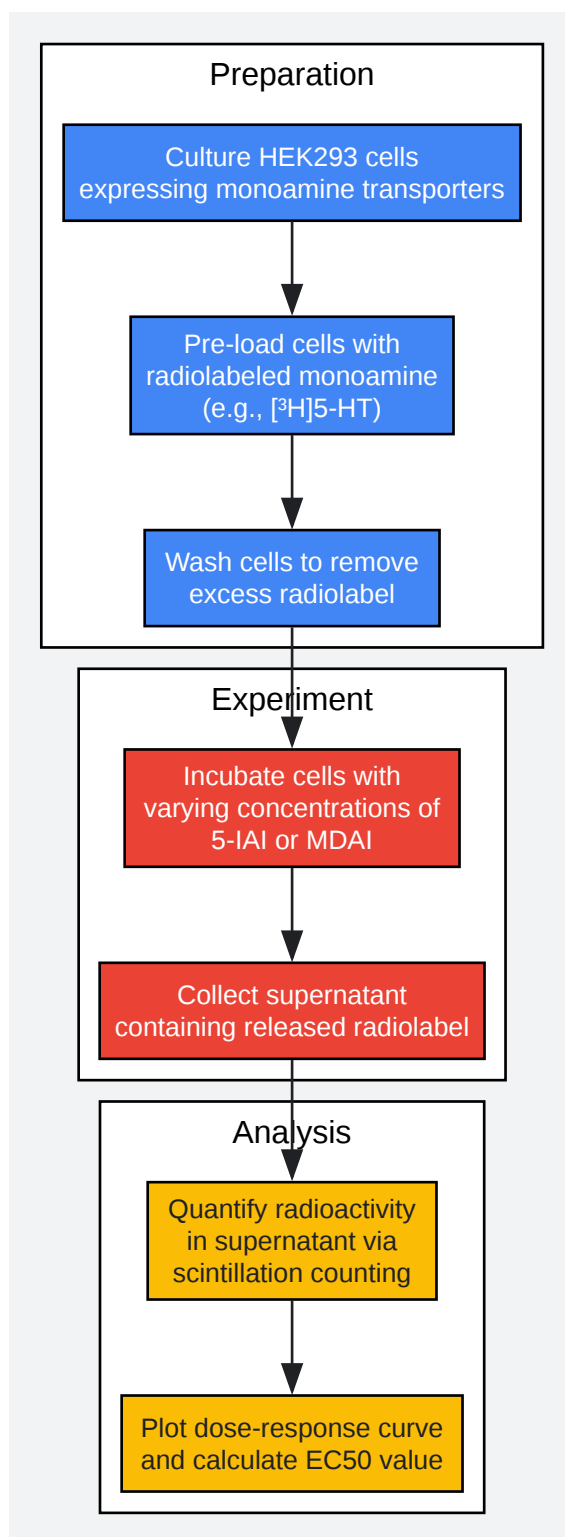 Preparation
Culture HEK293 cells
expressing monoamine transporters
Pre-load cells with
radiolabeled monoamine
(e.g., [³H]5-HT)
Wash cells to remove
excess radiolabel
Experiment
Incubate cells with
varying concentrations of
5-IAI or MDAI
Collect supernatant
containing released radiolabel
Analysis
Quantify radioactivity
in supernatant via
scintillation counting
Plot dose-response curve
and calculate EC50 value